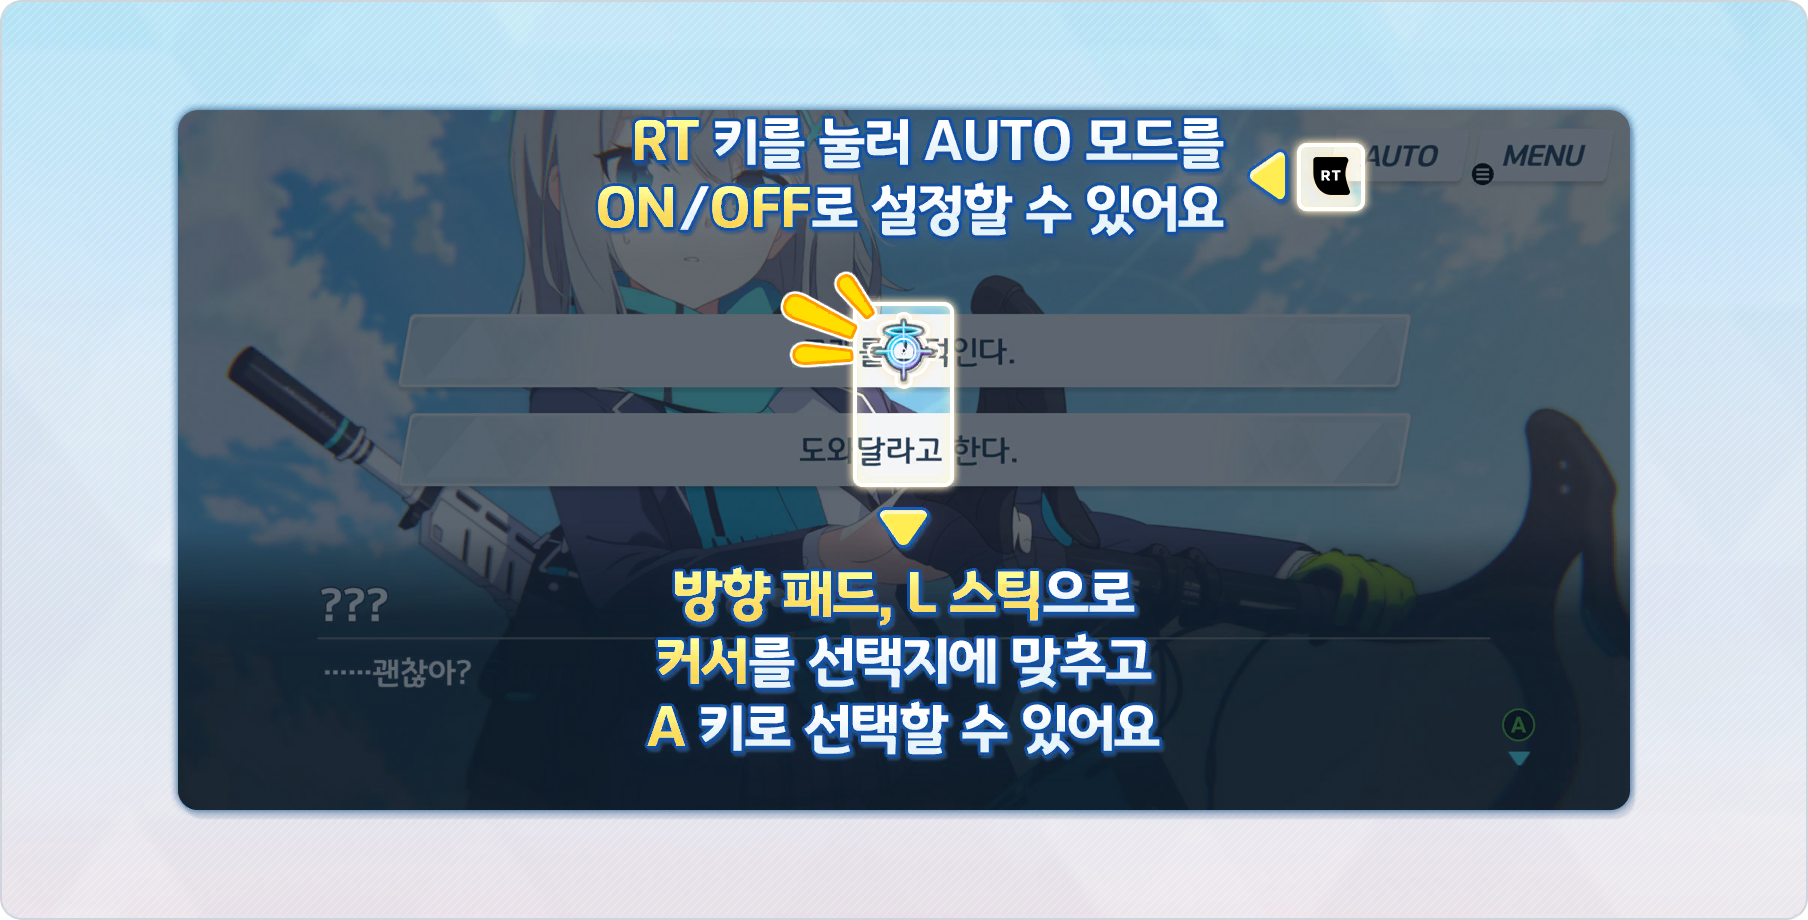 RT 키를 눌러 AUTO 모드를
ON/OFF로 설정할 수 있어요
RT
AUTO
MENU
인다.
도와달라고 한다.
방향 패드, L 스틱으로
커서를 선택지에 맞추고
A 키로 선택할 수 있어요
???
······괜찮아?
A